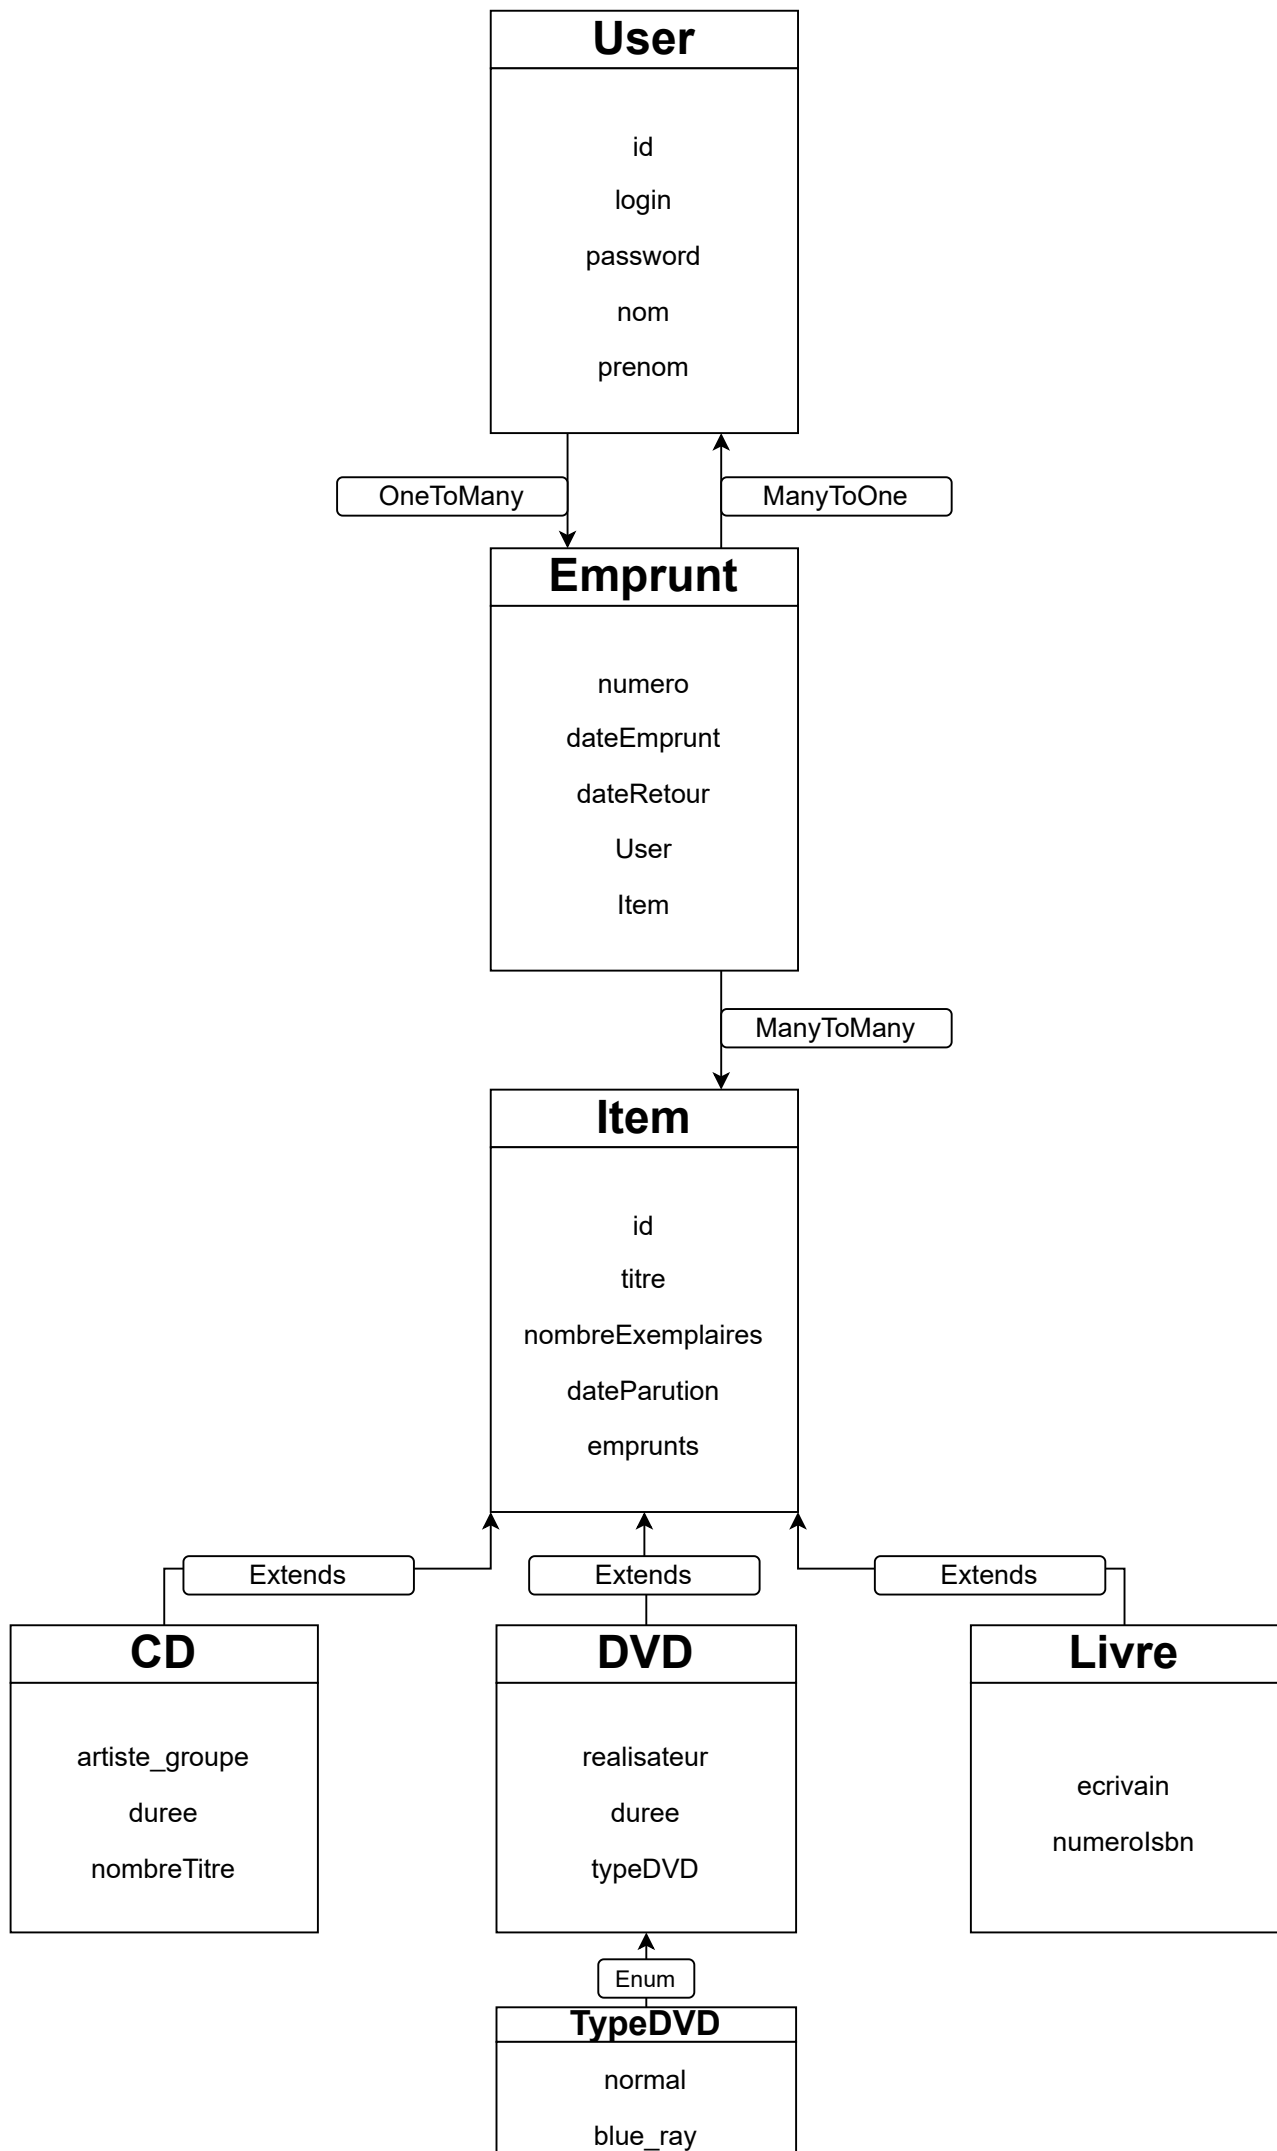 User
id
login
password
nom
prenom
OneToMany
ManyToOne
Emprunt
numero
dateEmprunt
dateRetour
User
Item
ManyToMany
Item
id
titre
nombreExemplaires
dateParution
emprunts
Extends
Extends
Extends
CD
artiste_groupe
duree
nombreTitre
DVD
realisateur
duree
typeDVD
Livre
ecrivain
numeroIsbn
Enum
TypeDVD
normal
blue_ray